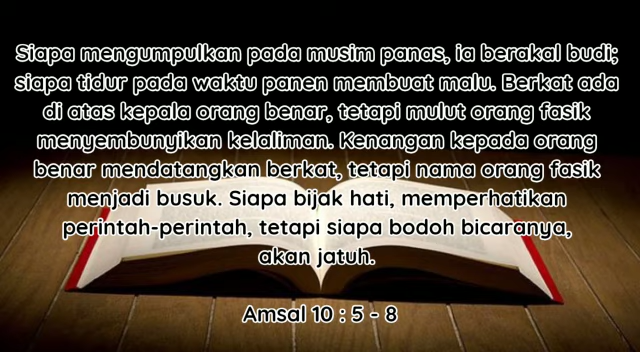 Siapa mengumpulkan pada musim panas, ia berakal budi;
siapa tidur pada waktu panen membuat malu. Berkat ada
di atas kepala orang benar, tetapi mulut orang fasik
menyembunyikan kelaliman. Kenangan kepada orang
benar mendatangkan berkat, tetapi nama orang fasik
menjadi busuk. Siapa bijak hati, memperhatikan
perintah-perintah, tetapi siapa bodoh bicaranya,
akan jatuh.
Amsal 10 : 5 - 8